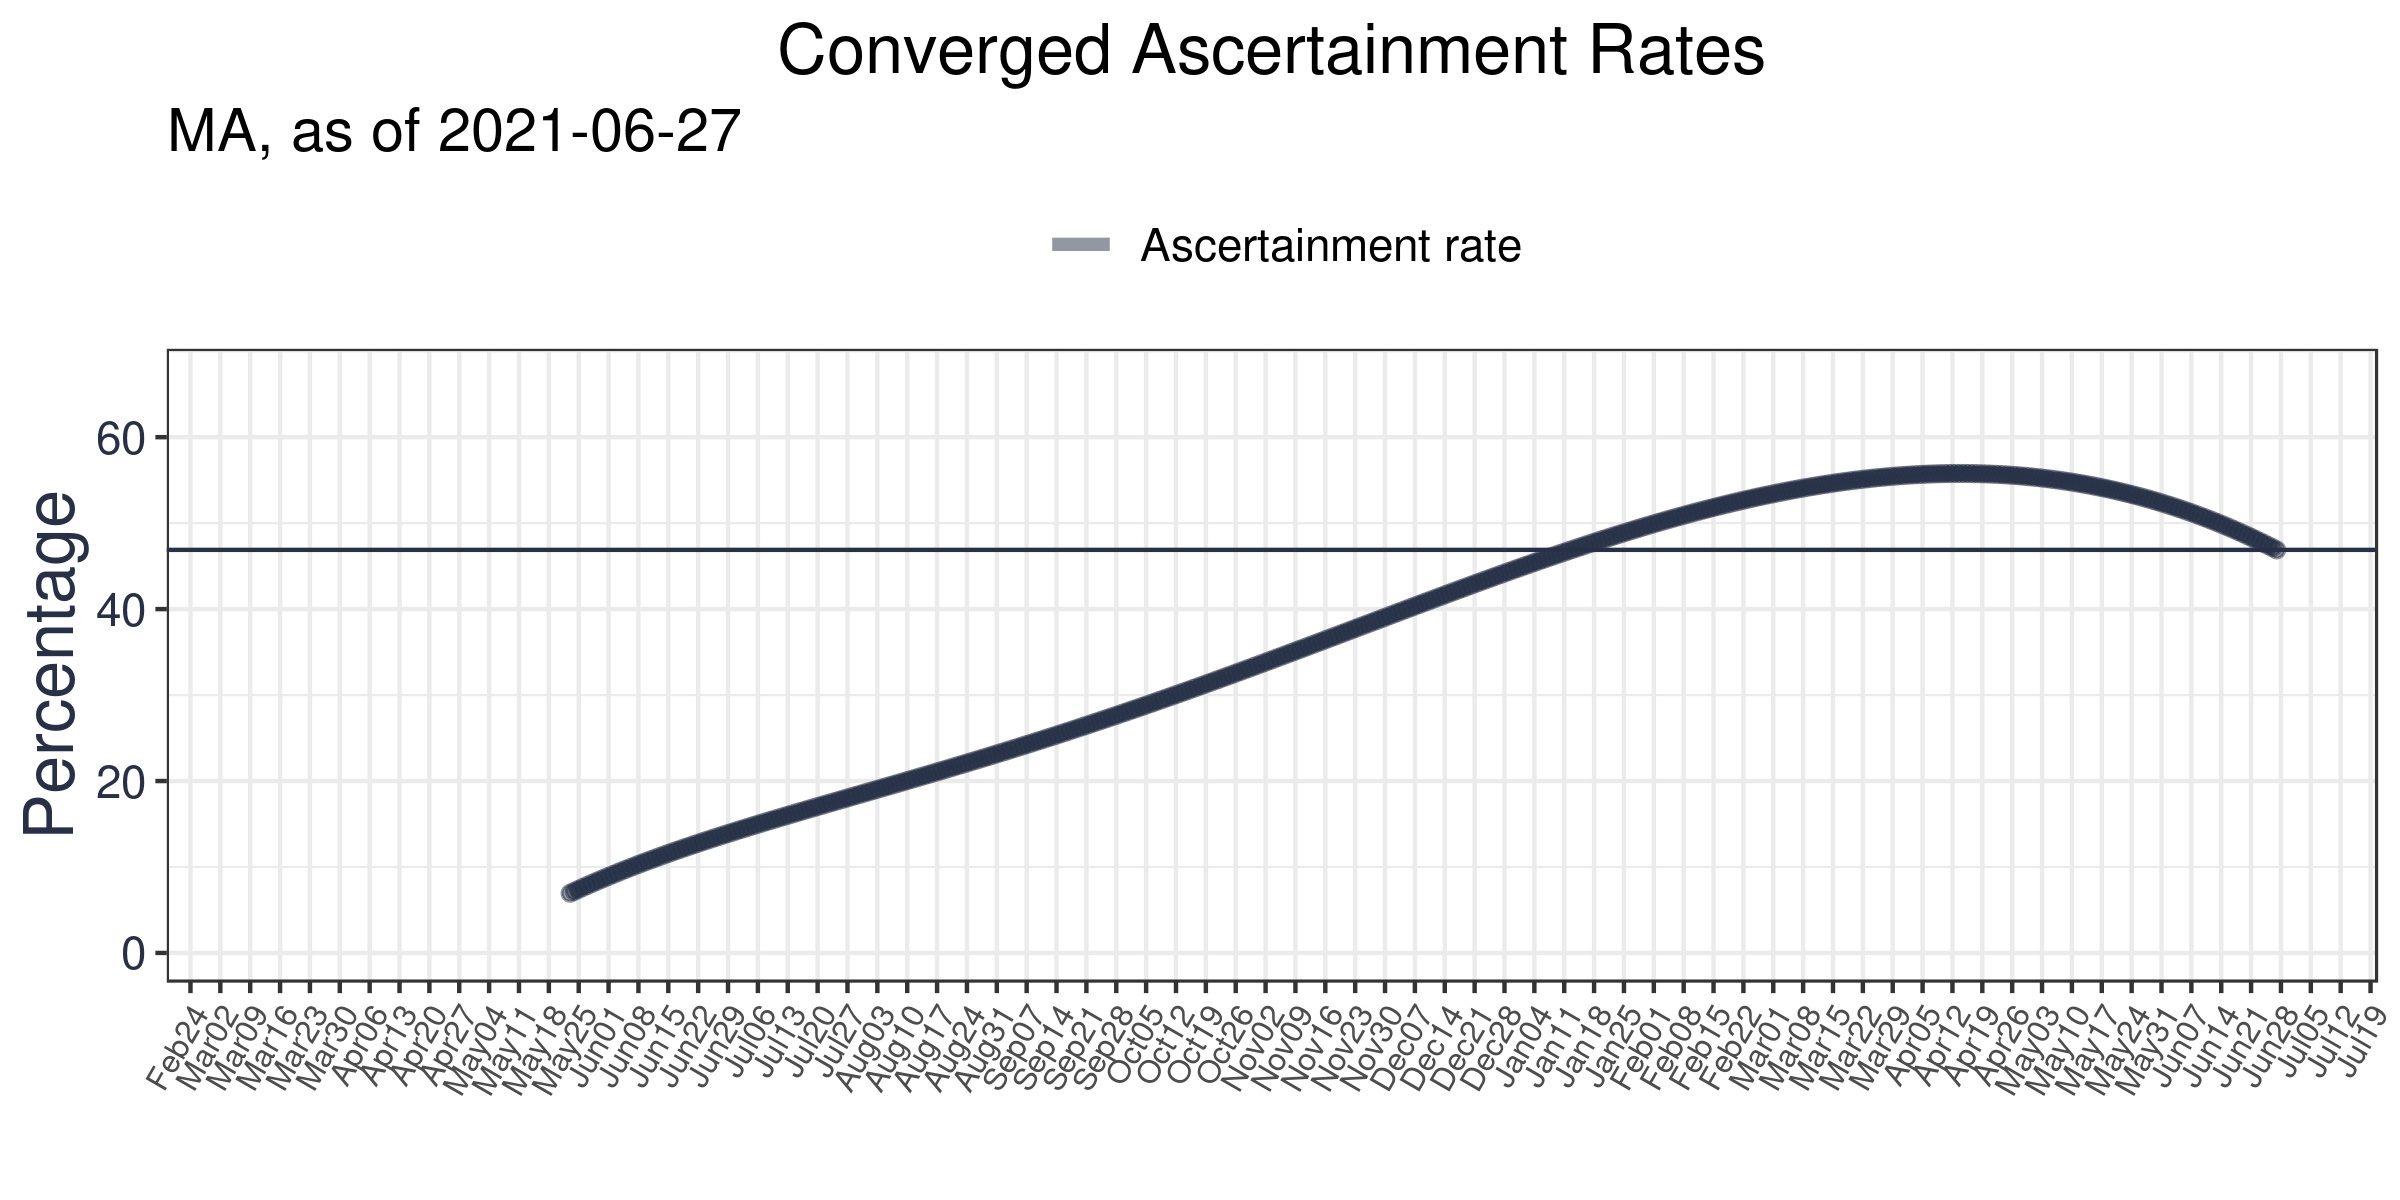 Converged Ascertainment Rates
MA, as of 2021-06-27
Ascertainment rate
Percentage
60
40
20
0
Feb24
Mar02
Mar09
Mar16
Mar23
Mar30
Apr06
Apr13
Apr20
Apr27
May04
May11
May18
May25
Jun01
Jun08
Jun15
Jun22
Jun29
Jul06
Jul13
Jul20
Jul27
Aug03
Aug10
Aug17
Aug24
Aug31
Sep07
Sep14
Sep21
Sep28
Oct05
Oct12
Oct19
Oct26
Nov02
Nov09
Nov16
Nov23
Nov30
Dec07
Dec14
Dec21
Dec28
Jan04
Jan11
Jan18
Jan25
Feb01
Feb08
Feb15
Feb22
Mar01
Mar08
Mar15
Mar22
Mar29
Apr05
Apr12
Apr19
Apr26
May03
May10
May17
May24
May31
Jun07
Jun14
Jun21
Jun28
Jul05
Jul12
Jul19